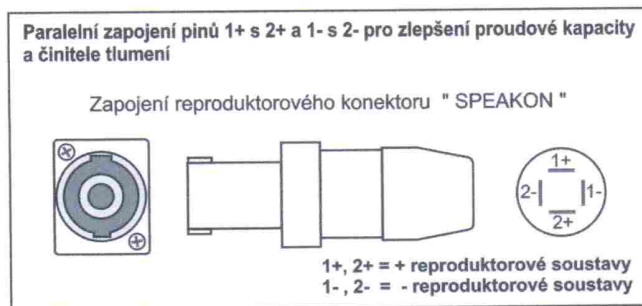 Paralelní zapojení pinů 1+ s 2+ a 1- s 2- pro zlepšení proudové kapacity
a činitele tlumení
Zapojení reproduktorového konektoru " SPEAKON "
1+
2- 1-
2+
1+, 2+ = + reproduktorové soustavy
1- , 2- = - reproduktorové soustavy